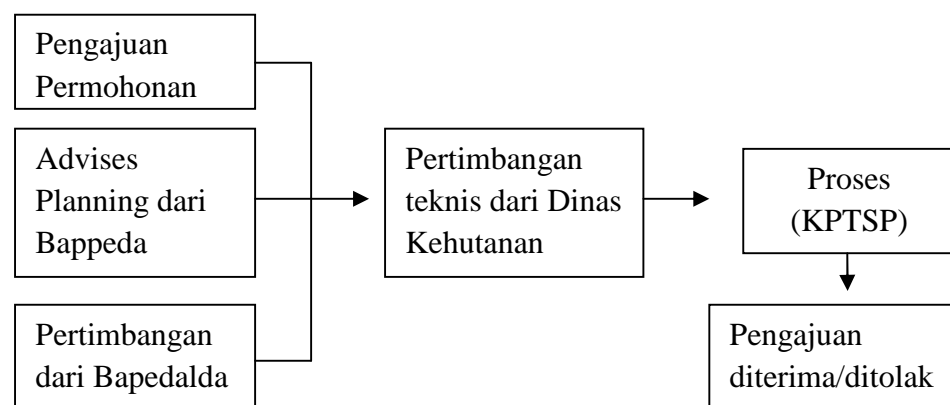 Pengajuan
Permohonan
Advises
Planning dari
Bappeda
Pertimbangan
dari Bapedalda
Pertimbangan
teknis dari Dinas
Kehutanan
Proses
(KPTSP)
Pengajuan
diterima/ditolak